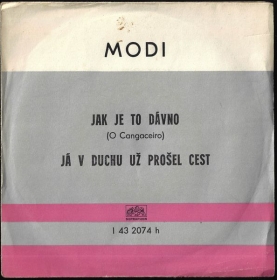 MODI
JAK JE TO DÁVNO
(O Cangaceiro)
JÁ V DUCHU UŽ PROŠEL CEST
1 43 2074 h